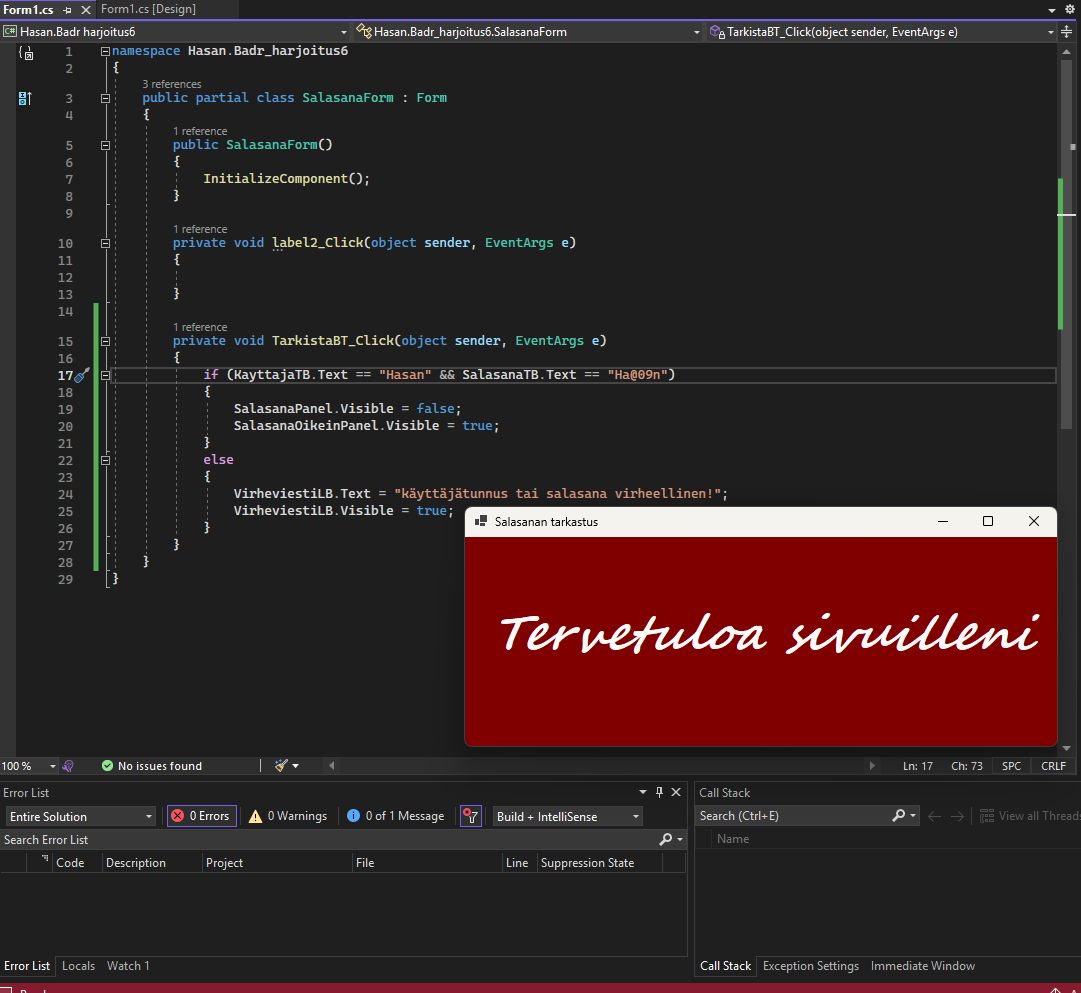 Form1.cs
Form1.cs [Design]
Hasan.Badr harjoitus6
Hasan.Badr_harjoitus6.SalasanaForm
TarkistaBT_Click(object sender, EventArgs e)
1 namespace Hasan.Badr_harjoitus6
2 {
3 references
3 public partial class SalasanaForm : Form
4 {
1 reference
5 public SalasanaForm()
6 {
7 InitializeComponent();
8 }
9
1 reference
10 private void label2_Click(object sender, EventArgs e)
11 {
12
13 }
14
1 reference
15 private void TarkistaBT_Click(object sender, EventArgs e)
16 {
17 if (KayttajaTB.Text == "Hasan" && SalasanaTB.Text == "Ha@09n")
18 {
19 SalasanaPanel.Visible = false;
20 SalasanaOikeinPanel.Visible = true;
21 }
22 else
23 {
24 VirheviestiLB.Text = "käyttäjätunnus tai salasana virheellinen!";
25 VirheviestiLB.Visible = true;
26 }
27 }
28 }
29 }
Salasanan tarkastus
Tervetuloa sivuilleni
100 %
No issues found
Ln: 17 Ch: 73 SPC CRLF
Error List
Entire Solution
0 Errors
0 Warnings
0 of 1 Message
Build + IntelliSense
Search Error List
Code Description Project File Line Suppression State
Error List Locals Watch 1
Call Stack
Search (Ctrl+E)
View all Threads
Name
Call Stack Exception Settings Immediate Window